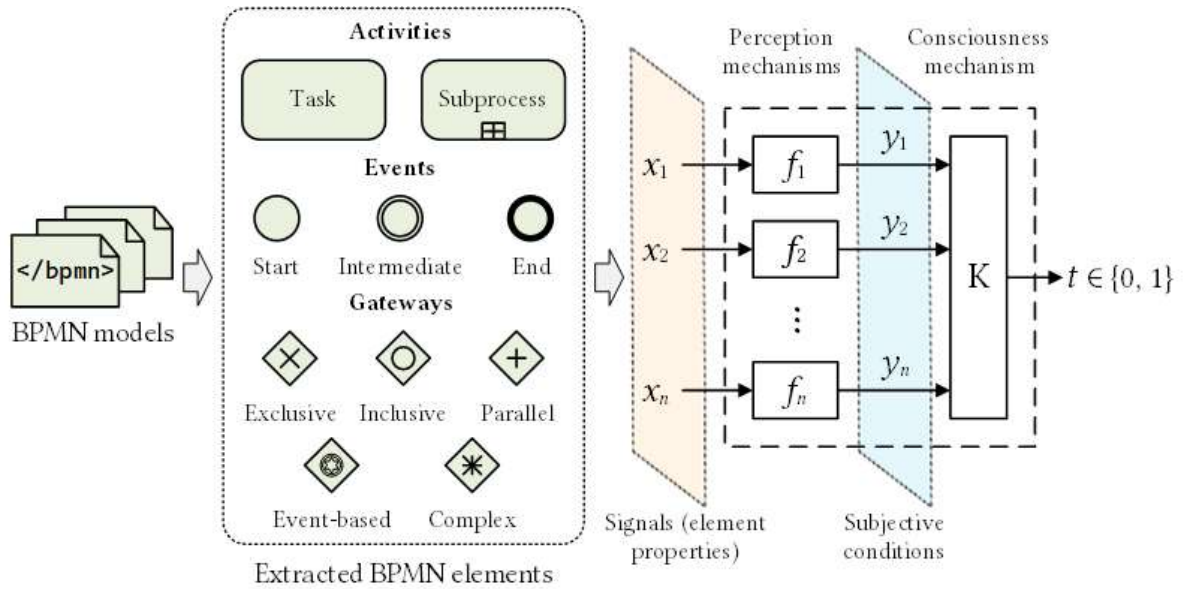 Activities
Task
Subprocess
Events
Start
Intermediate
End
Gateways
Exclusive
Inclusive
Parallel
Event-based
Complex
Extracted BPMN elements
</bpmn>
BPMN models
Perception
mechanisms
Consciousness
mechanism
x₁
f₁
y₁
x₂
f₂
y₂
⋮
xₙ
fₙ
yₙ
K
t ∈ {0, 1}
Signals (element
properties)
Subjective
conditions